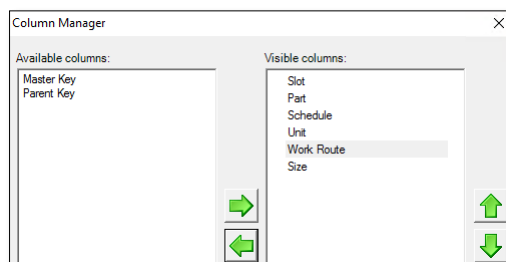 Column Manager
Available columns:
Master Key
Parent Key
Visible columns:
Slot
Part
Schedule
Unit
Work Route
Size